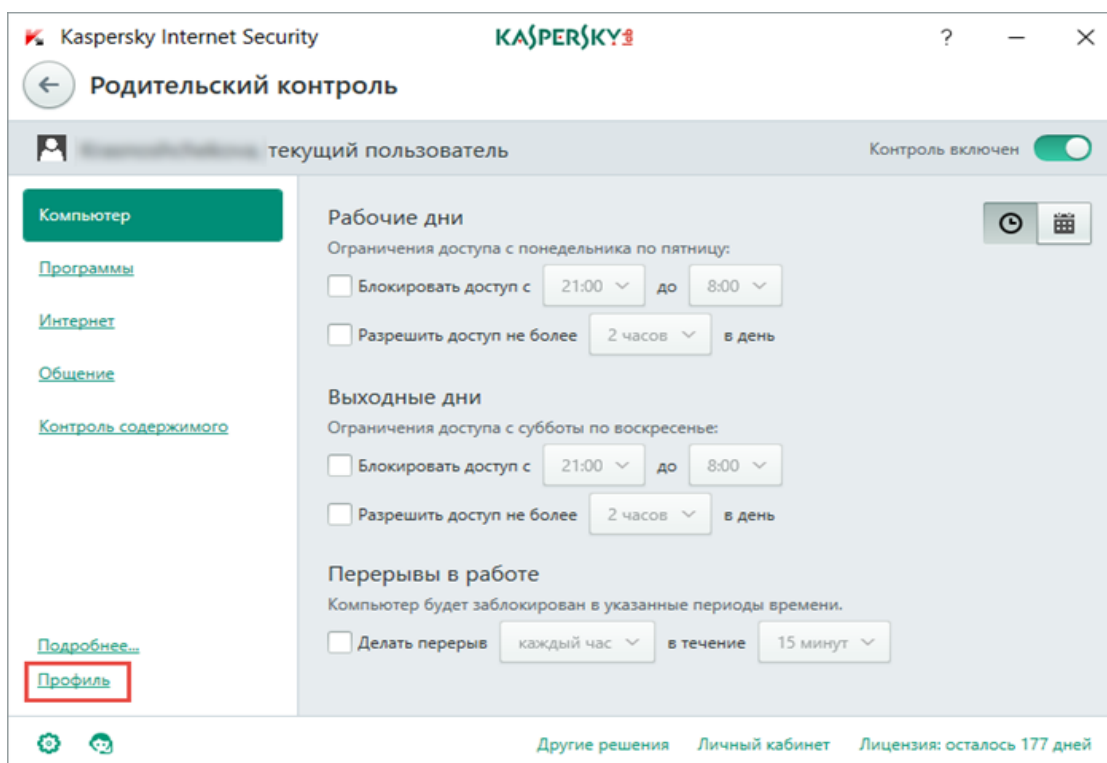 Kaspersky Internet Security KASPERSKY lab ?
Родительский контроль
текущий пользователь Контроль включен
Компьютер
Программы
Интернет
Общение
Контроль содержимого
Подробнее...
Профиль
Рабочие дни
Ограничения доступа с понедельника по пятницу:
Блокировать доступ с 21:00 до 8:00
Разрешить доступ не более 2 часов в день
Выходные дни
Ограничения доступа с субботы по воскресенье:
Блокировать доступ с 21:00 до 8:00
Разрешить доступ не более 2 часов в день
Перерывы в работе
Компьютер будет заблокирован в указанные периоды времени.
Делать перерыв каждый час в течение 15 минут
Другие решения Личный кабинет Лицензия: осталось 177 дней